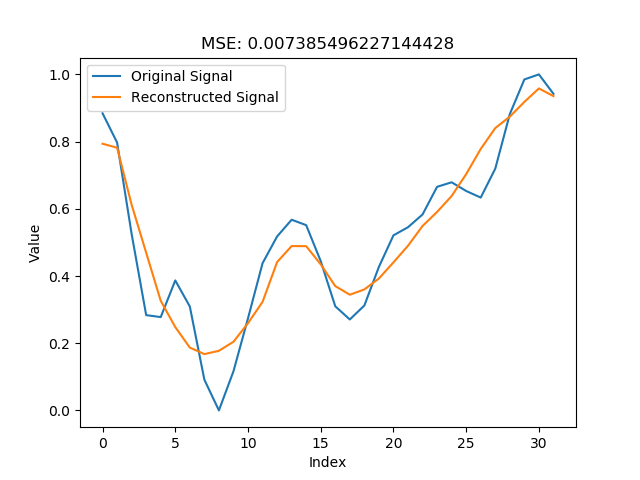 MSE: 0.007385496227144428
Original Signal
Reconstructed Signal
1.0
0.8
0.6
0.4
0.2
0.0
Value
0 5 10 15 20 25 30
Index